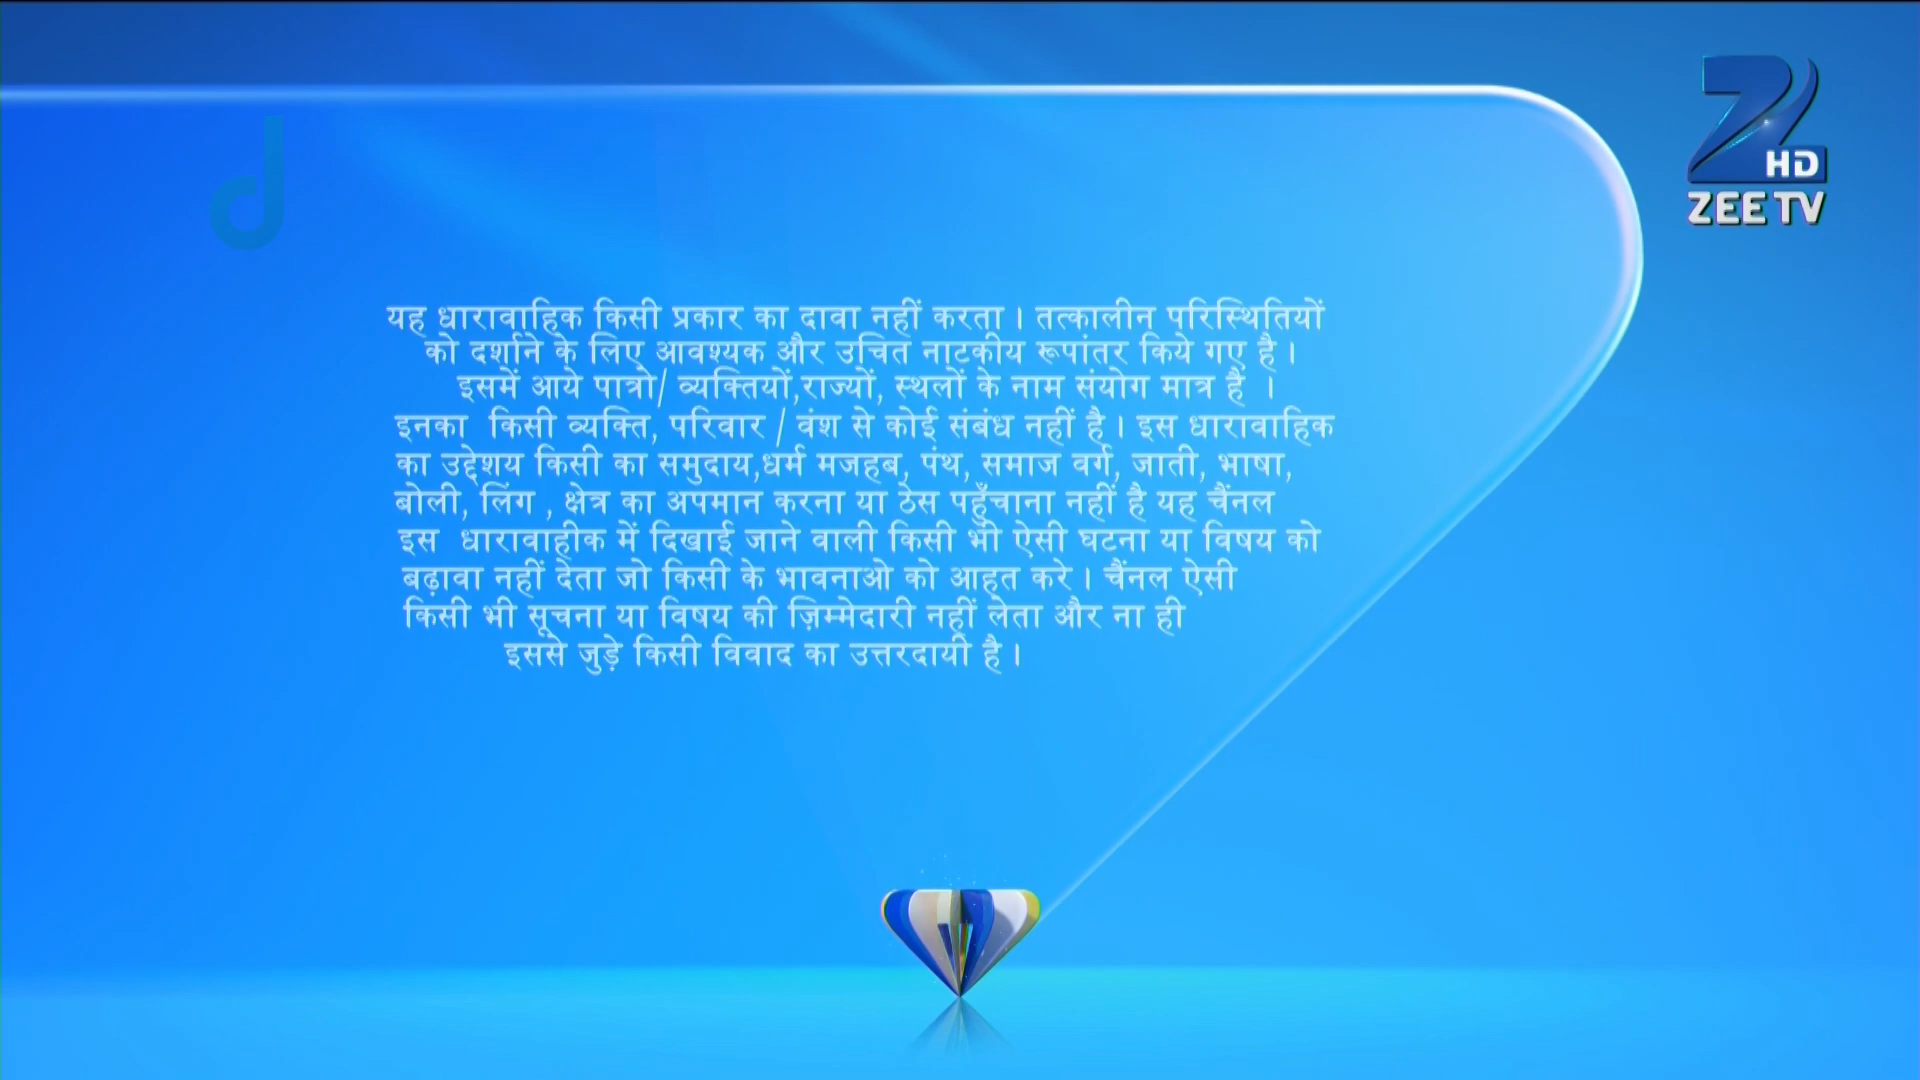 यह धारावाहिक किसी प्रकार का दावा नहीं करता । तत्कालीन परिस्थितियों
को दर्शाने के लिए आवश्यक और उचित नाटकीय रूपांतर किये गए है ।
इसमें आये पात्रो/ व्यक्तियों,राज्यों, स्थलों के नाम संयोग मात्र है ।
इनका किसी व्यक्ति, परिवार / वंश से कोई संबंध नहीं है । इस धारावाहिक
का उद्देशय किसी का समुदाय,धर्म मजहब, पंथ, समाज वर्ग, जाती, भाषा,
बोली, लिंग , क्षेत्र का अपमान करना या ठेस पहुँचाना नहीं है यह चैंनल
इस धारावाहीक में दिखाई जाने वाली किसी भी ऐसी घटना या विषय को
बढ़ावा नहीं देता जो किसी के भावनाओ को आहत करे । चैंनल ऐसी
किसी भी सूचना या विषय की ज़िम्मेदारी नहीं लेता और ना ही
इससे जुड़े किसी विवाद का उत्तरदायी है ।
HD
ZEE TV
d